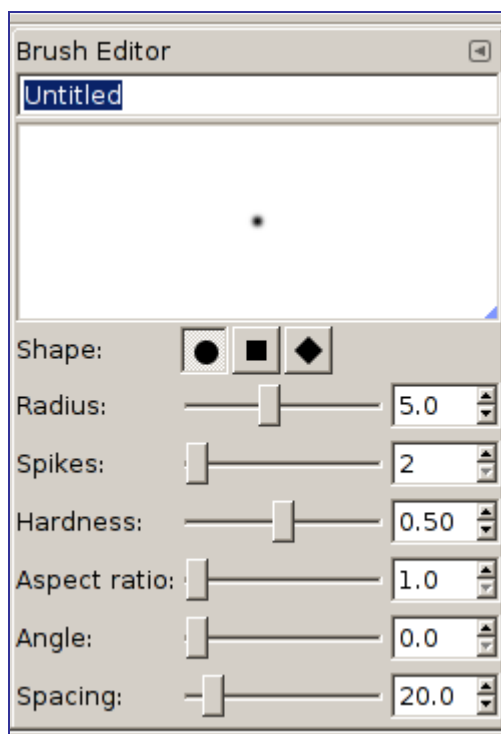 Brush Editor
Untitled
Shape:
Radius: 5.0
Spikes: 2
Hardness: 0.50
Aspect ratio: 1.0
Angle: 0.0
Spacing: 20.0